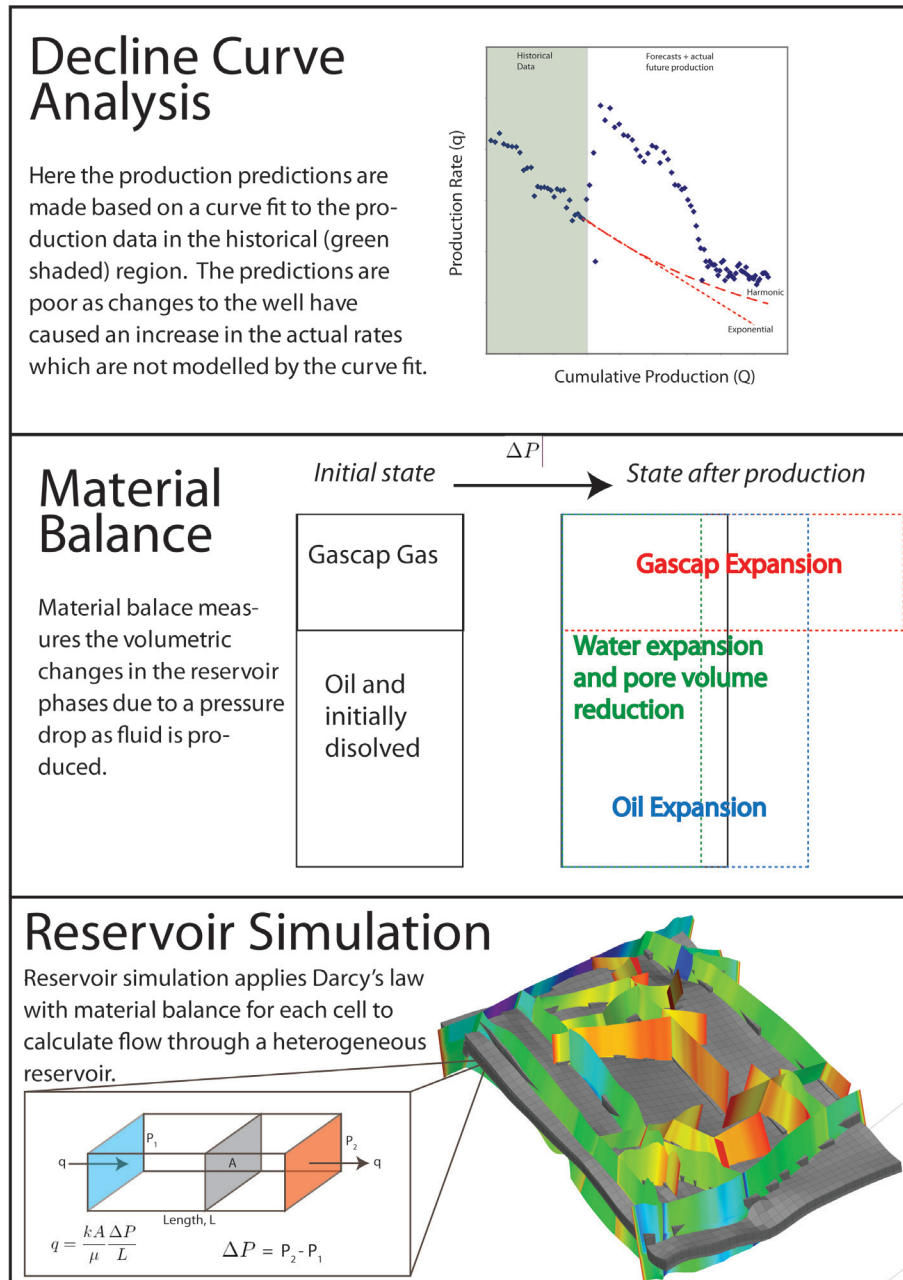 Decline Curve
Analysis
Here the production predictions are
made based on a curve fit to the pro-
duction data in the historical (green
shaded) region.  The predictions are
poor as changes to the well have
caused an increase in the actual rates
which are not modelled by the curve fit.
Historical
Data
Forecasts + actual
future production
Production Rate (q)
Harmonic
Exponential
Cumulative Production (Q)
Material
Balance
Material balace meas-
ures the volumetric
changes in the reservoir
phases due to a pressure
drop as fluid is pro-
duced.
Initial state
ΔP
State after production
Gascap Gas
Oil and
initially
disolved
Gascap Expansion
Water expansion
and pore volume
reduction
Oil Expansion
Reservoir Simulation
Reservoir simulation applies Darcy's law
with material balance for each cell to
calculate flow through a heterogeneous
reservoir.
P₁
P₂
q
A
q
Length, L
q = kA/μ ΔP/L
ΔP = P₂ - P₁